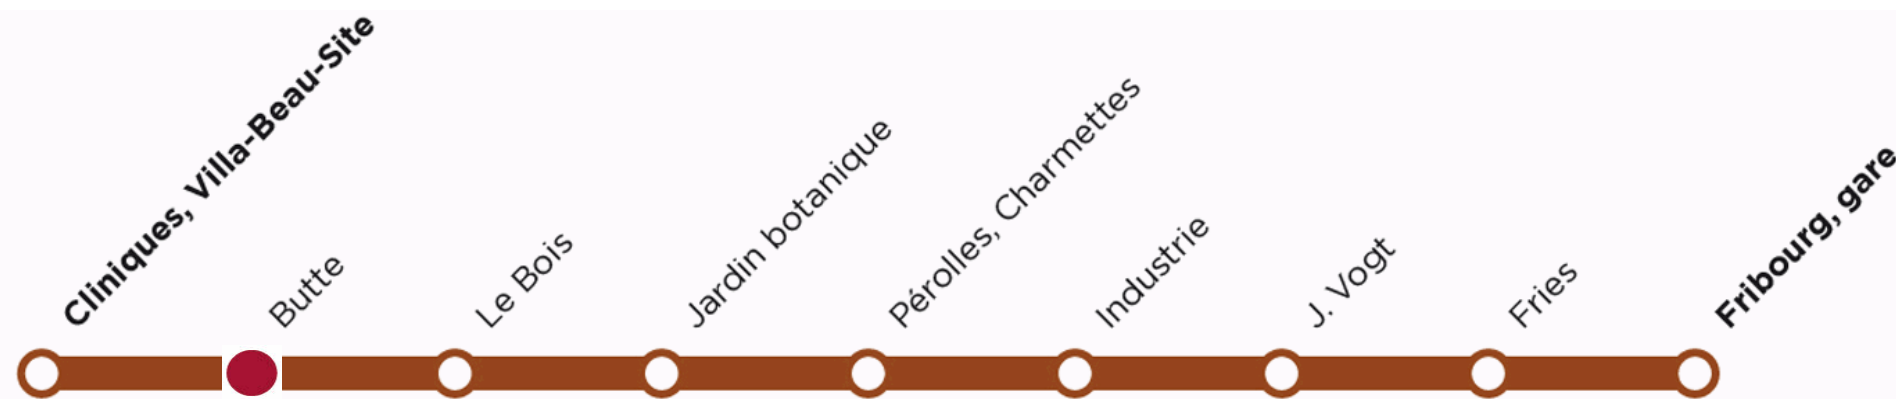 Cliniques, Villa-Beau-Site
Butte
Le Bois
Jardin botanique
Pérolles, Charmettes
Industrie
J. Vogt
Fries
Fribourg, gare